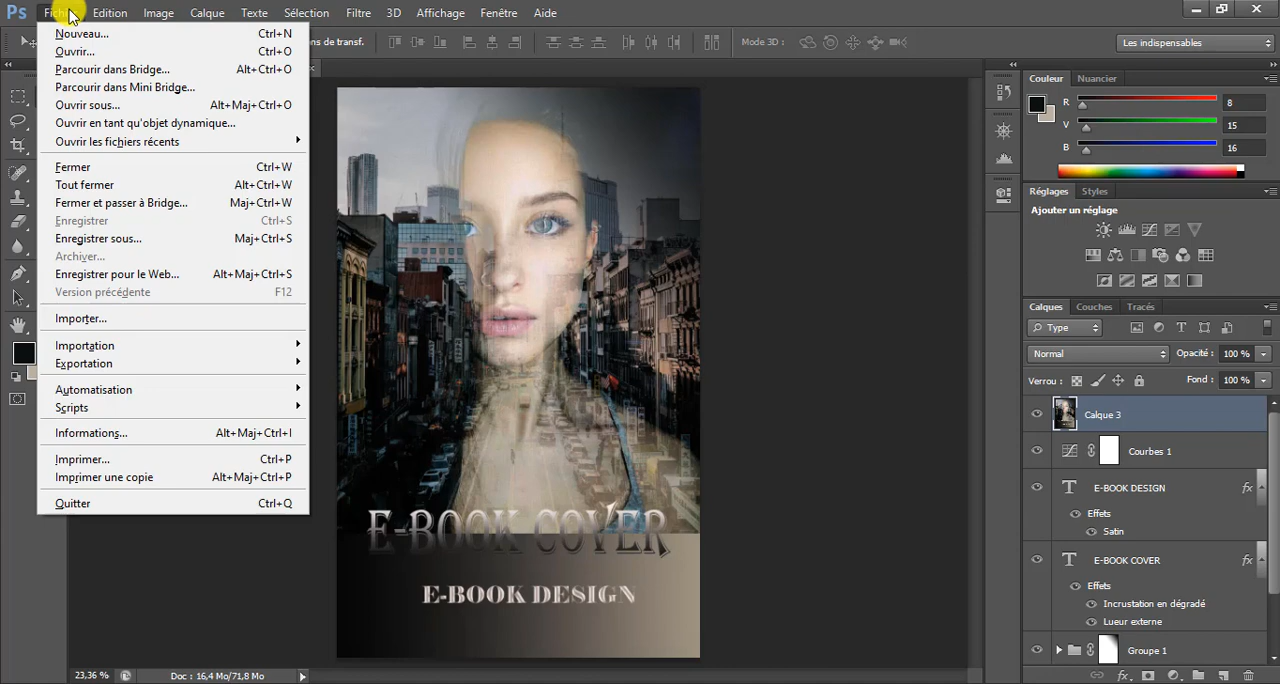 Ps
Edition Image Calque Texte Sélection Filtre 3D Affichage Fenêtre Aide
Nouveau... Ctrl+N
Ouvrir... Ctrl+O
Parcourir dans Bridge... Alt+Ctrl+O
Parcourir dans Mini Bridge...
Ouvrir sous... Alt+Maj+Ctrl+O
Ouvrir en tant qu'objet dynamique...
Ouvrir les fichiers récents
Fermer Ctrl+W
Tout fermer Alt+Ctrl+W
Fermer et passer à Bridge... Maj+Ctrl+W
Enregistrer Ctrl+S
Enregistrer sous... Maj+Ctrl+S
Archiver...
Enregistrer pour le Web... Alt+Maj+Ctrl+S
Version précédente F12
Importer...
Importation
Exportation
Automatisation
Scripts
Informations... Alt+Maj+Ctrl+I
Imprimer... Ctrl+P
Imprimer une copie Alt+Maj+Ctrl+P
Quitter Ctrl+Q
de transf.
Mode 3D :
Les indispensables
E-BOOK COVER
E-BOOK DESIGN
23,36 %
Doc : 16,4 Mo/71,8 Mo
Couleur Nuancier
R 8
V 15
B 16
Réglages Styles
Ajouter un réglage
Calques Couches Tracés
Type
Normal Opacité : 100 %
Verrou : Fond : 100 %
Calque 3
Courbes 1
E-BOOK DESIGN fx
Effets
Satin
E-BOOK COVER fx
Effets
Incrustation en dégradé
Lueur externe
Groupe 1
fx